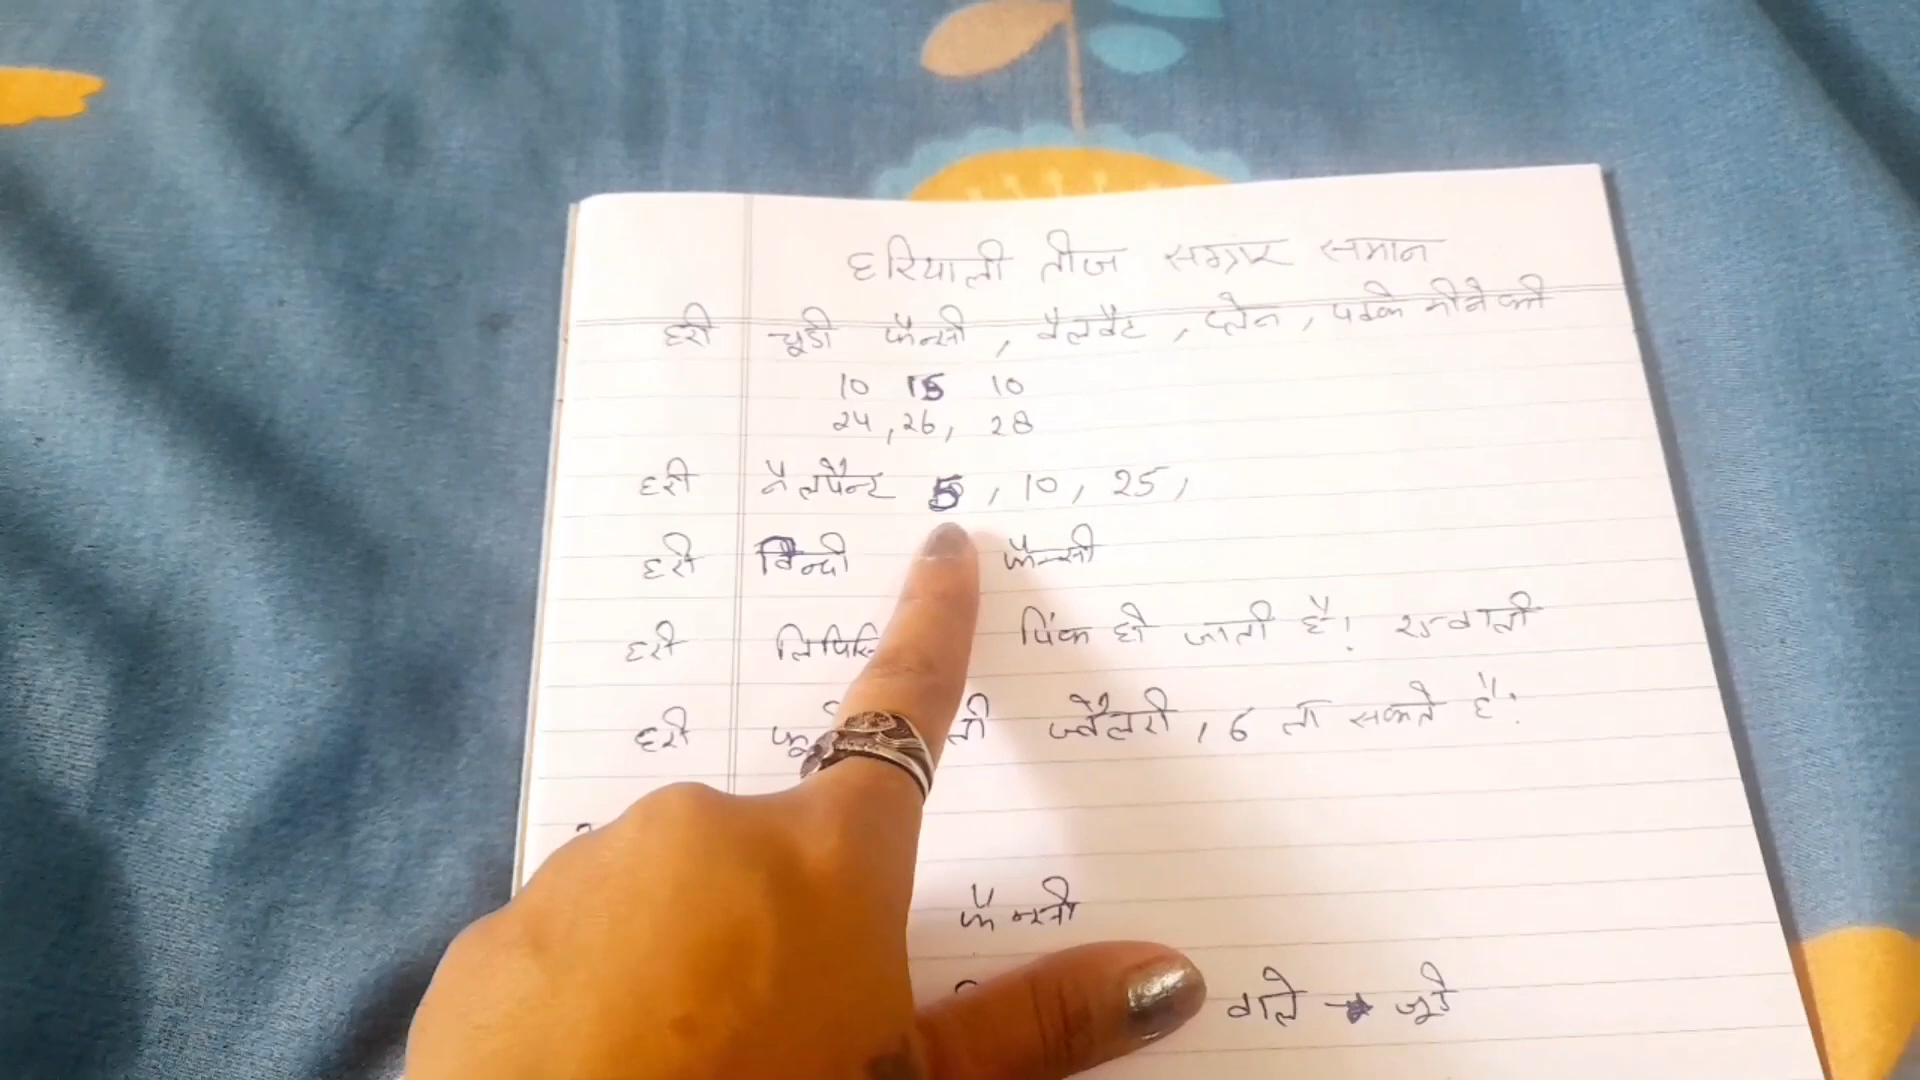 हरियाली तीज सग्रार समान
हरी चूडी फैन्सी , वैलवैट , प्लेन , पक्के मीने की
10 15 10
24 , 26 , 28
हरी नैलपैन्ट 5 , 10 , 25 ,
हरी बिन्दी फैन्सी
हरी पिंक हो जाती है ! 25 वाली
हरी ज्वैलरी , 6 ला सकते है !
फैन्सी
वाले → जूडे